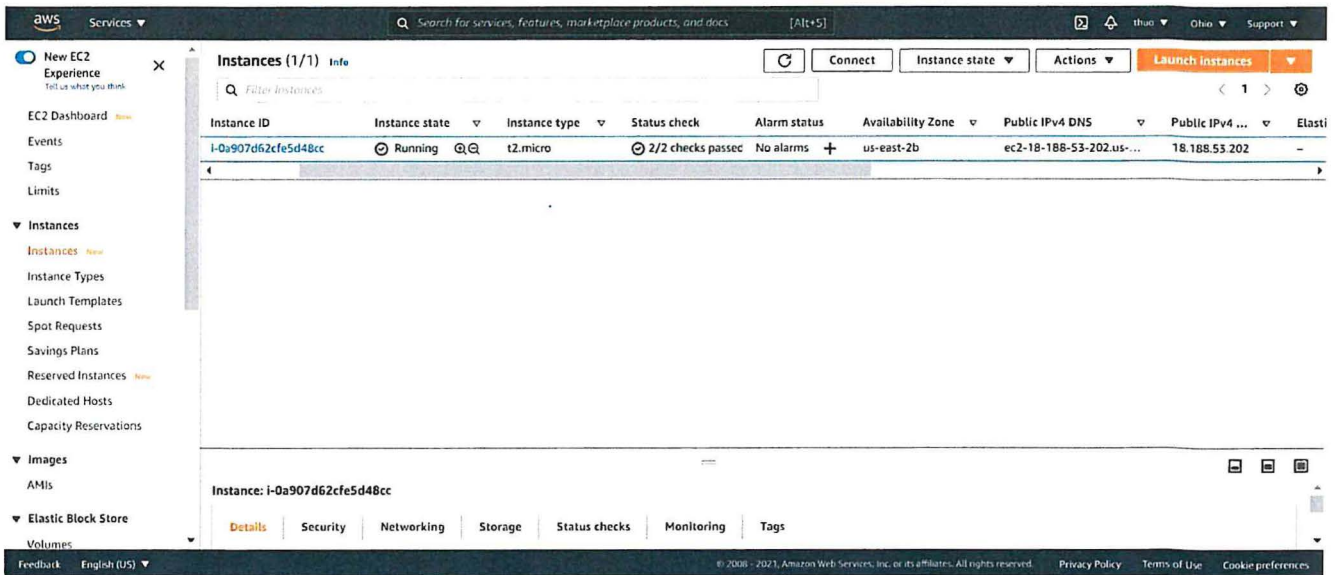 aws Services Search for services, features, marketplace products, and docs [Alt+S] thuo Ohio Support
New EC2
Experience
Tell us what you think
EC2 Dashboard New
Events
Tags
Limits
Instances
Instances New
Instance Types
Launch Templates
Spot Requests
Savings Plans
Reserved Instances New
Dedicated Hosts
Capacity Reservations
Images
AMIs
Elastic Block Store
Volumes
Instances (1/1) Info Connect Instance state Actions Launch instances
Filter instances 1
Instance ID Instance state Instance type Status check Alarm status Availability Zone Public IPv4 DNS Public IPv4 ... Elasti
i-0a907d62cfe5d48cc Running t2.micro 2/2 checks passed No alarms + us-east-2b ec2-18-188-53-202.us-... 18.188.53.202 –
Instance: i-0a907d62cfe5d48cc
Details Security Networking Storage Status checks Monitoring Tags
Feedback English (US) © 2008 - 2021, Amazon Web Services, Inc. or its affiliates. All rights reserved. Privacy Policy Terms of Use Cookie preferences